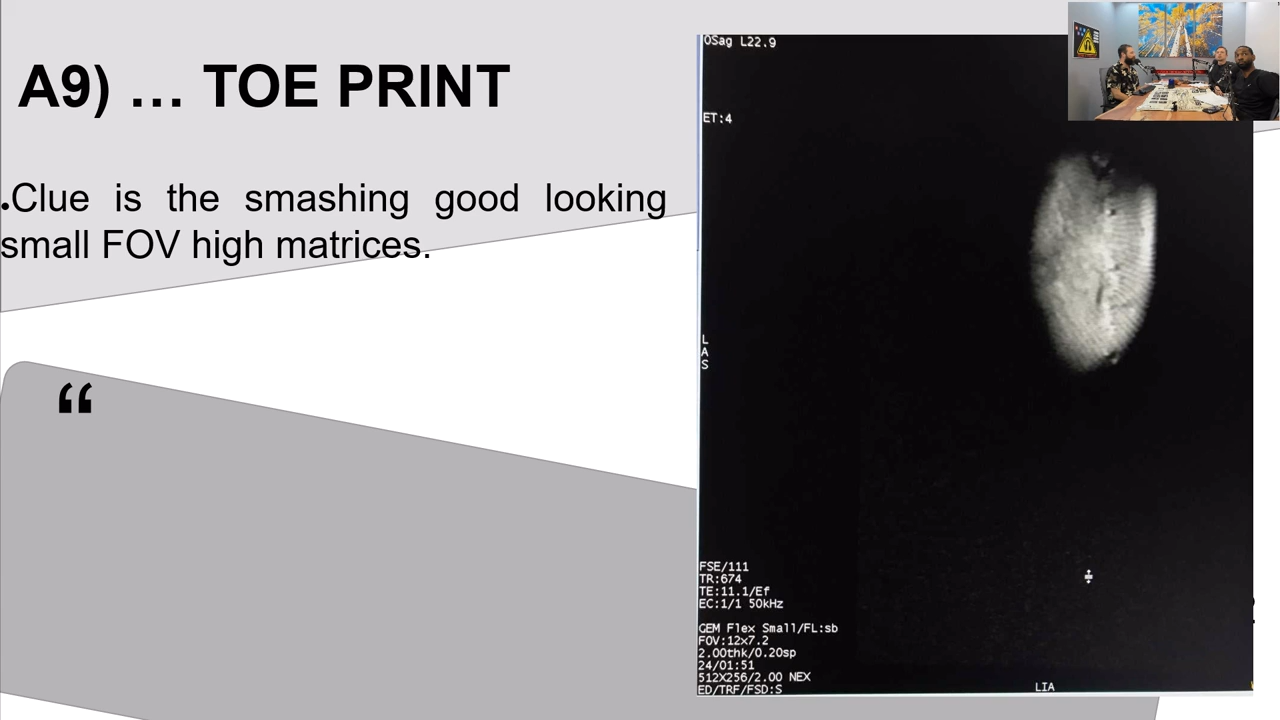 A9) … TOE PRINT
•Clue is the smashing good looking
small FOV high matrices.
“
OSag L22.9
ET:4
L
A
S
FSE/111
TR:674
TE:11.1/Ef
EC:1/1 50kHz
GEM Flex Small/FL:sb
FOV:12x7.2
2.00thk/0.20sp
24/01:51
512X256/2.00 NEX
ED/TRF/FSD:S
LIA